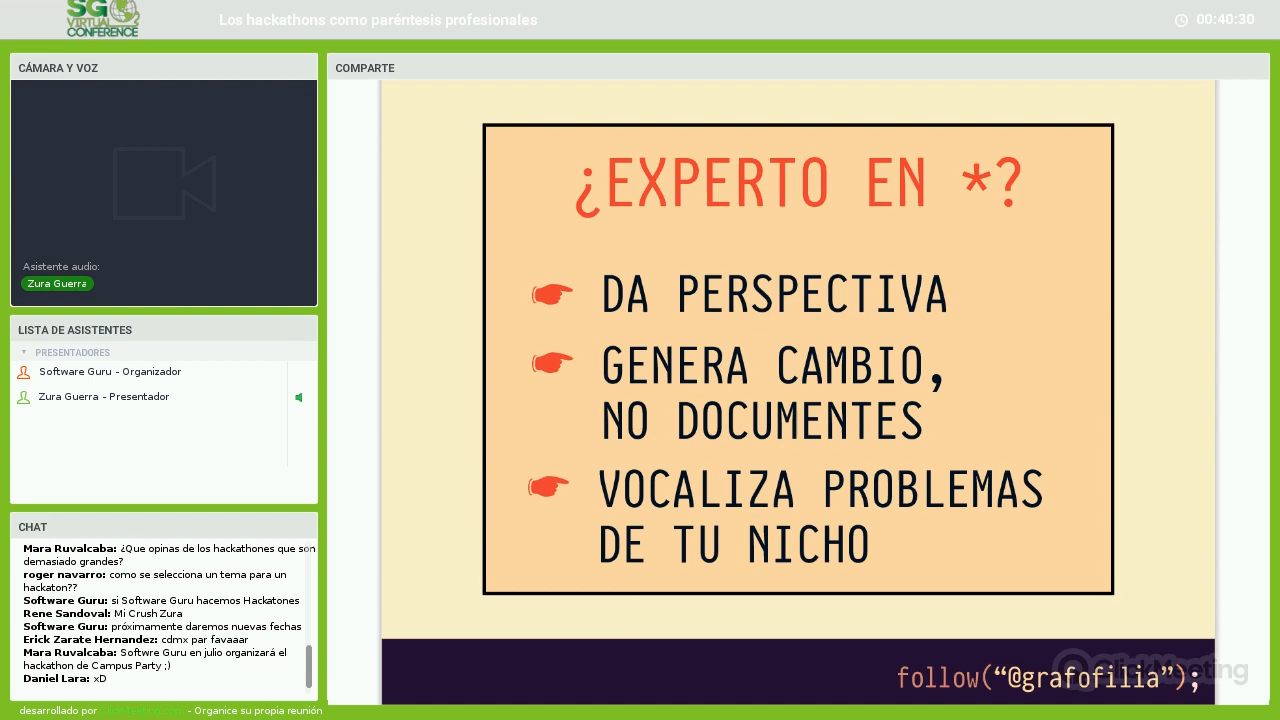 SG
VIRTUAL
CONFERENCE
Los hackathons como paréntesis profesionales
00:40:30
CÁMARA Y VOZ
Asistente audio:
Zura Guerra
LISTA DE ASISTENTES
PRESENTADORES
Software Guru - Organizador
Zura Guerra - Presentador
CHAT
Mara Ruvalcaba: ¿Que opinas de los hackathones que son
demasiado grandes?
roger navarro: como se selecciona un tema para un
hackaton??
Software Guru: si Software Guru hacemos Hackatones
Rene Sandoval: Mi Crush Zura
Software Guru: próximamente daremos nuevas fechas
Erick Zarate Hernandez: cdmx par favaaar
Mara Ruvalcaba: Softwre Guru en julio organizará el
hackathon de Campus Party ;)
Daniel Lara: xD
desarrollado por - Organice su propia reunión
COMPARTE
¿EXPERTO EN *?
DA PERSPECTIVA
GENERA CAMBIO,
NO DOCUMENTES
VOCALIZA PROBLEMAS
DE TU NICHO
follow(“@grafofilia”);
ClickMeeting